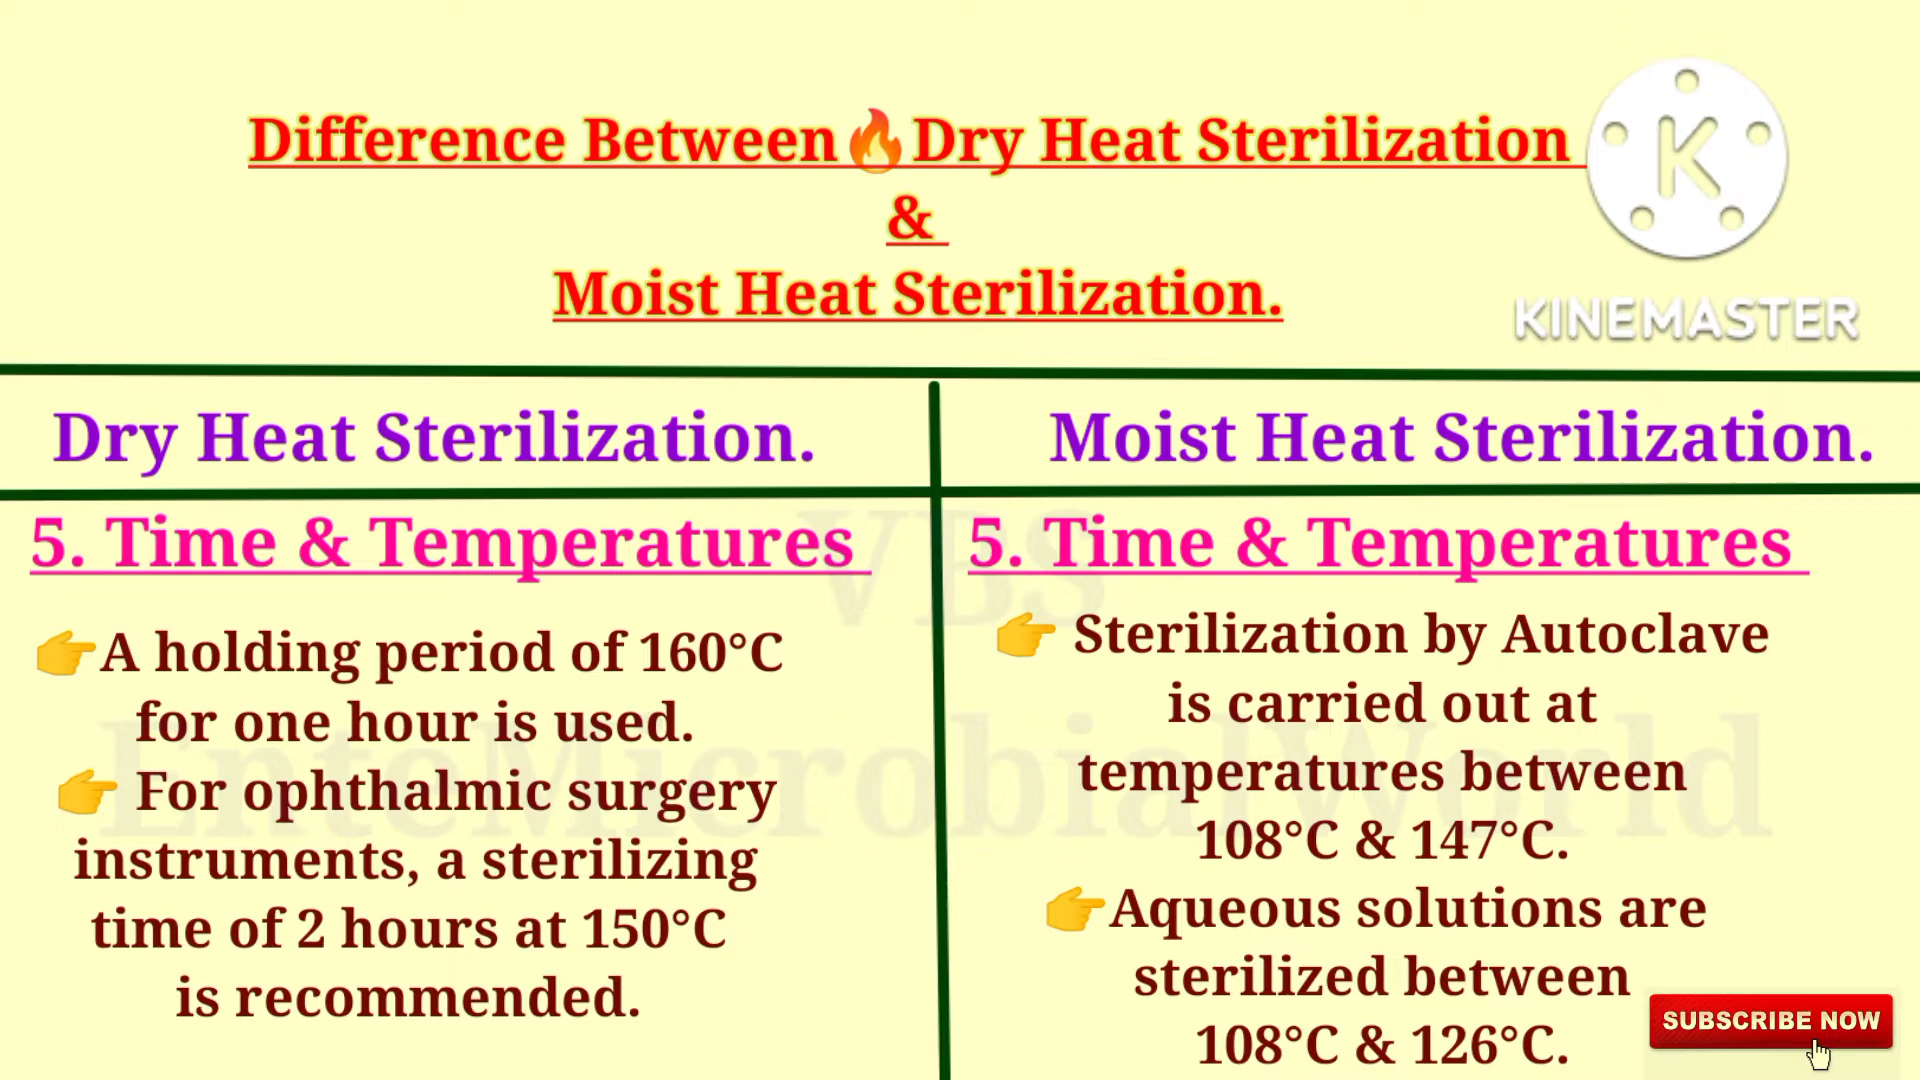 Difference Between🔥Dry Heat Sterilization
&
Moist Heat Sterilization.
KINEMASTER
Dry Heat Sterilization.
Moist Heat Sterilization.
5. Time & Temperatures
👉A holding period of 160°C
for one hour is used.
👉 For ophthalmic surgery
instruments, a sterilizing
time of 2 hours at 150°C
is recommended.
5. Time & Temperatures
👉 Sterilization by Autoclave
is carried out at
temperatures between
108°C & 147°C.
👉Aqueous solutions are
sterilized between
108°C & 126°C.
VBS
EnteMicrobialWorld
SUBSCRIBE NOW